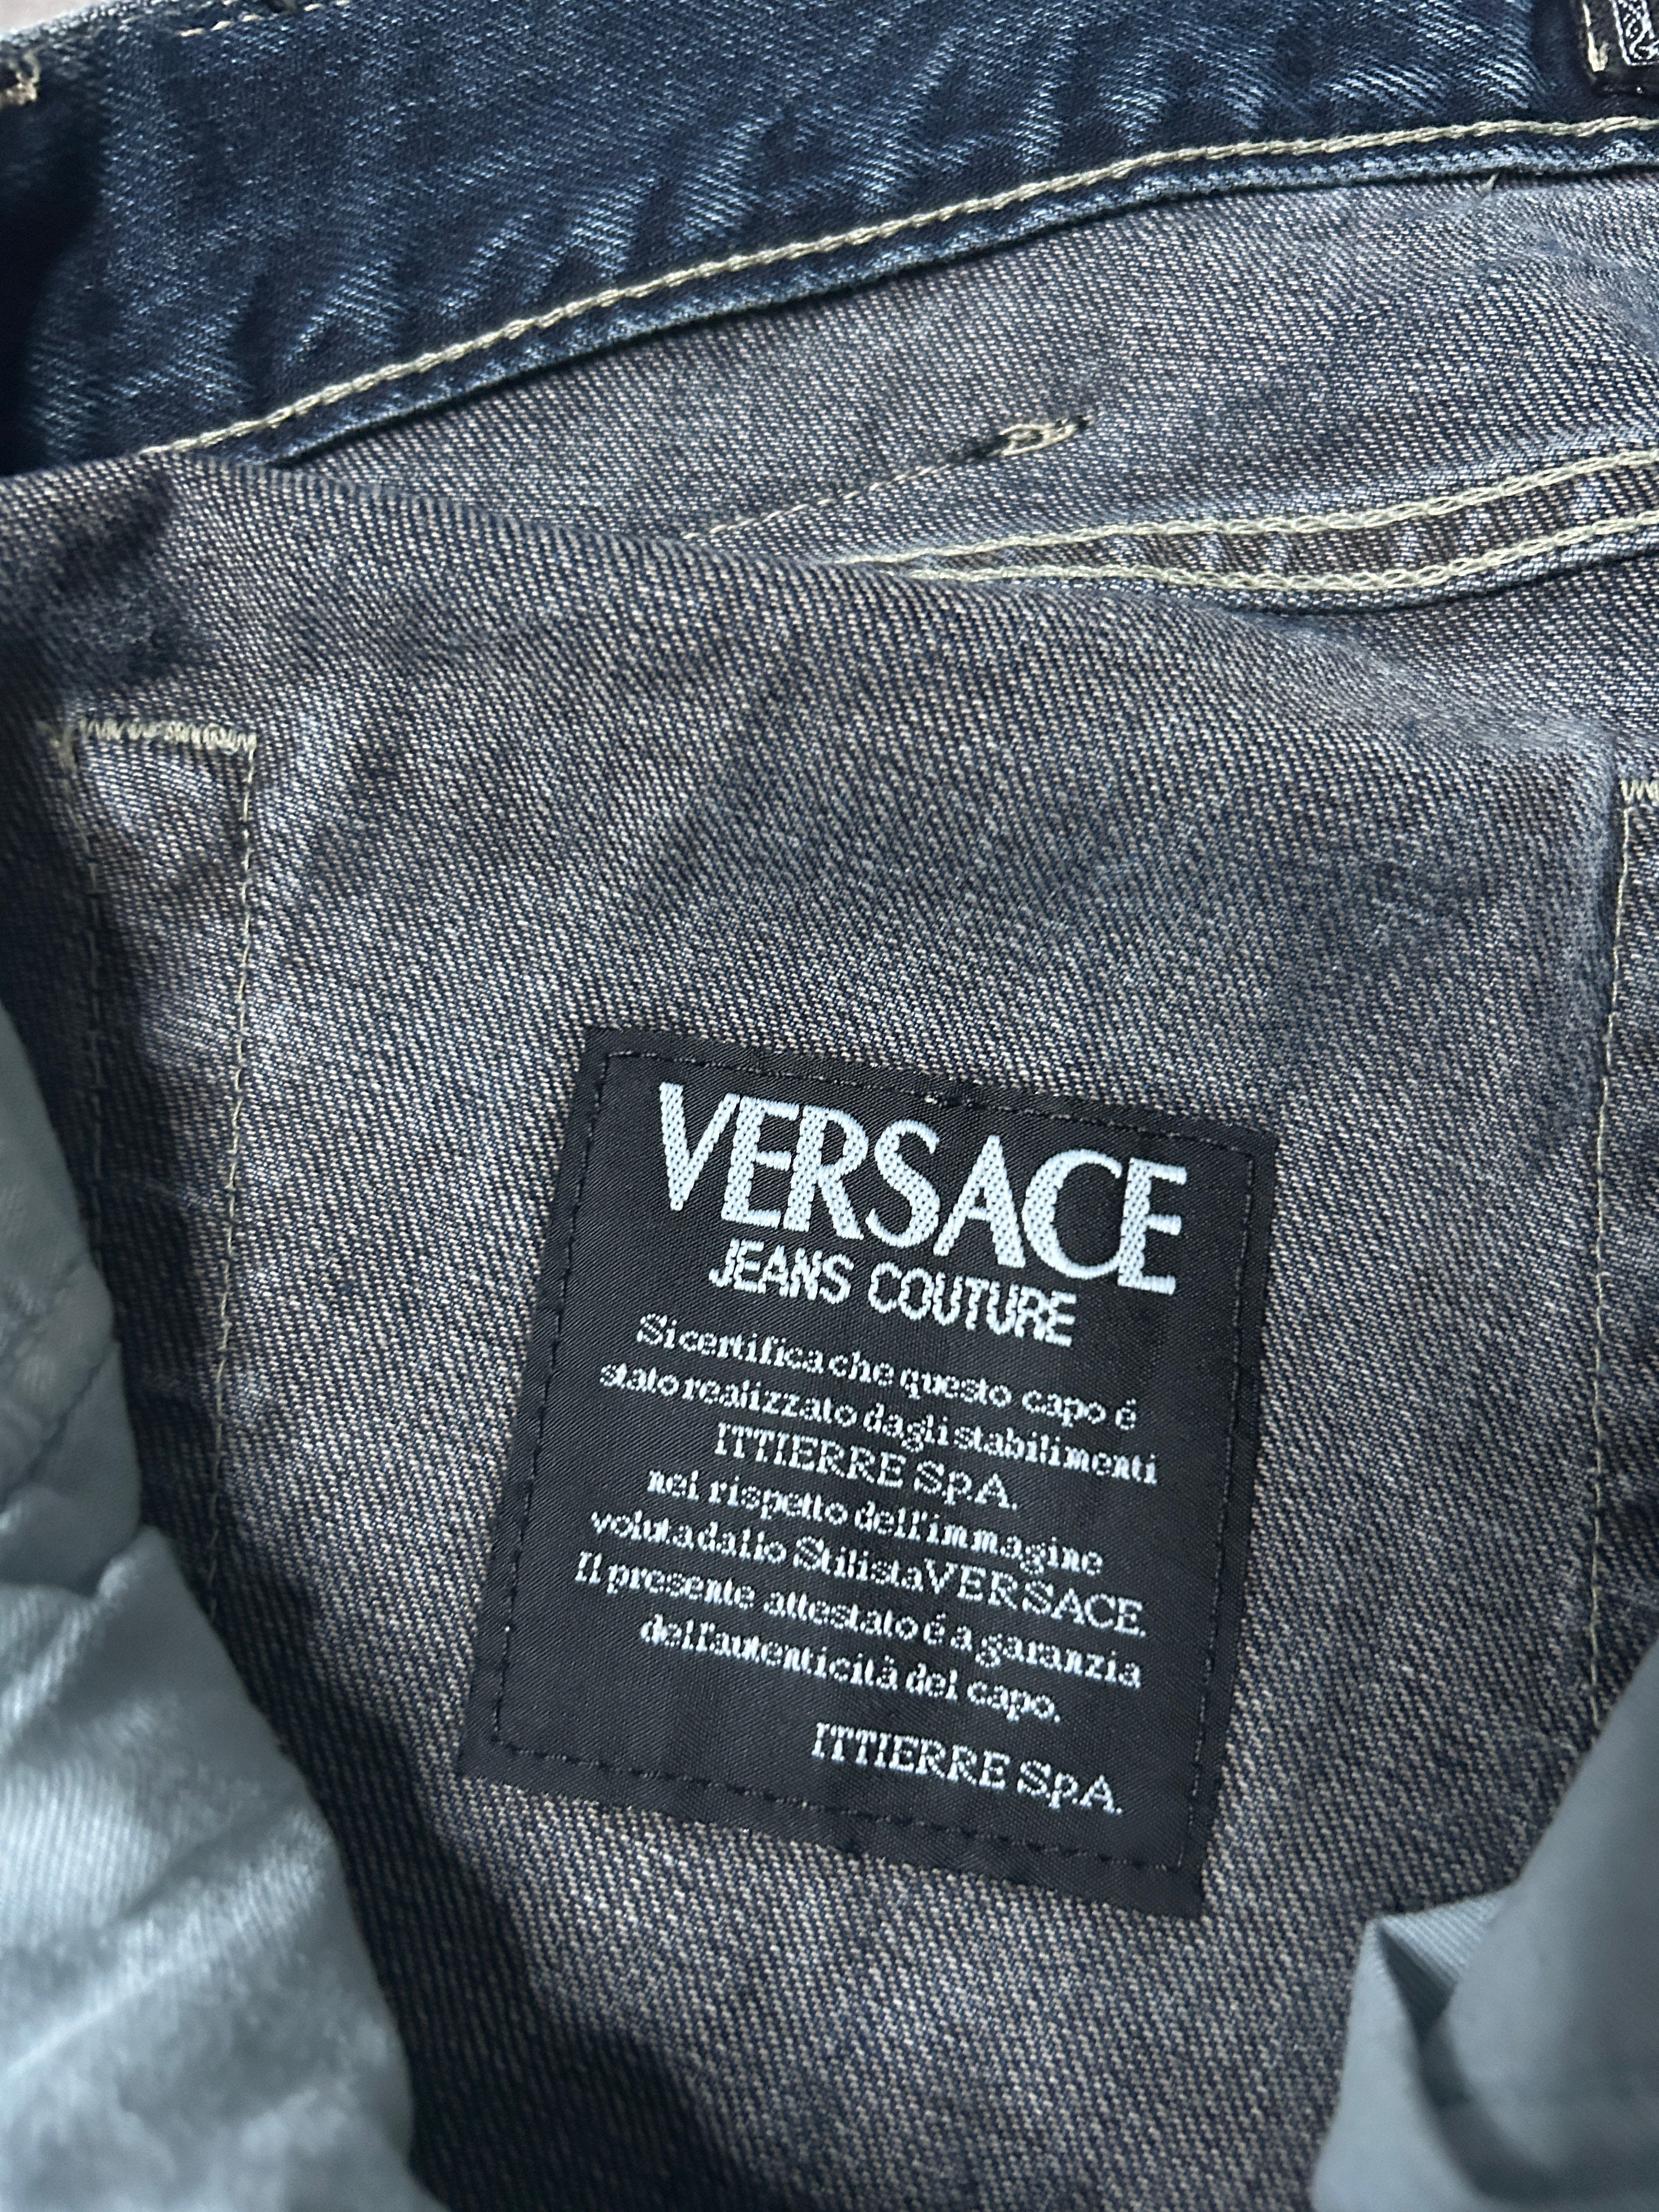 VERSACE
JEANS COUTURE
Si certifica che questo capo é
stato realizzato dagli stabilimenti
ITTIERRE SpA.
nel rispetto dell'immagine
voluta dallo Stilista VERSACE.
Il presente attestato é a garanzia
dell'autenticità del capo.
ITTIERRE SpA.